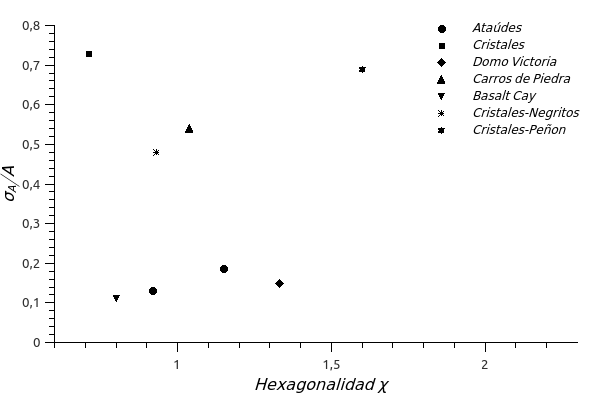 0,8
0,7
0,6
0,5
0,4
0,3
0,2
0,1
0
σA/A
1
1,5
2
Hexagonalidad χ
Ataúdes
Cristales
Domo Victoria
Carros de Piedra
Basalt Cay
Cristales-Negritos
Cristales-Peñon